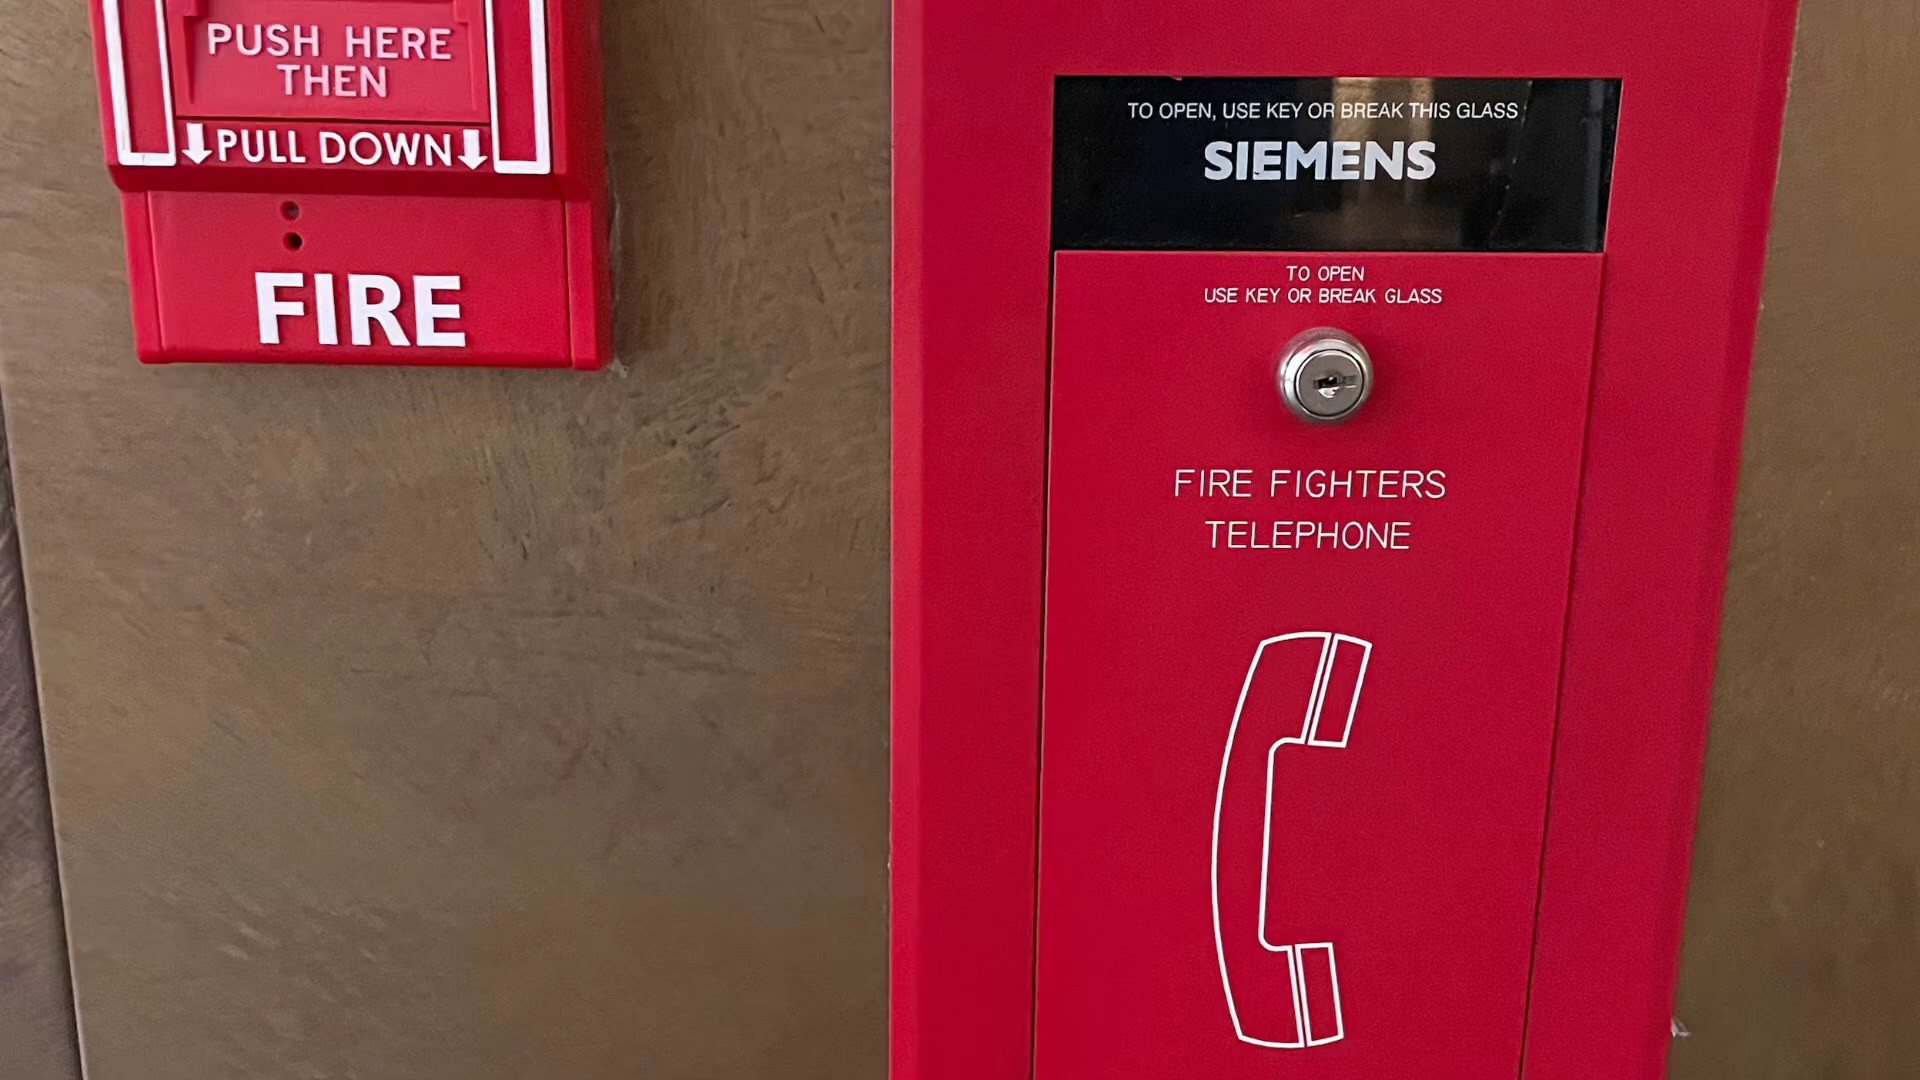 PUSH HERE
THEN
PULL DOWN
FIRE
TO OPEN, USE KEY OR BREAK THIS GLASS
SIEMENS
TO OPEN
USE KEY OR BREAK GLASS
FIRE FIGHTERS
TELEPHONE